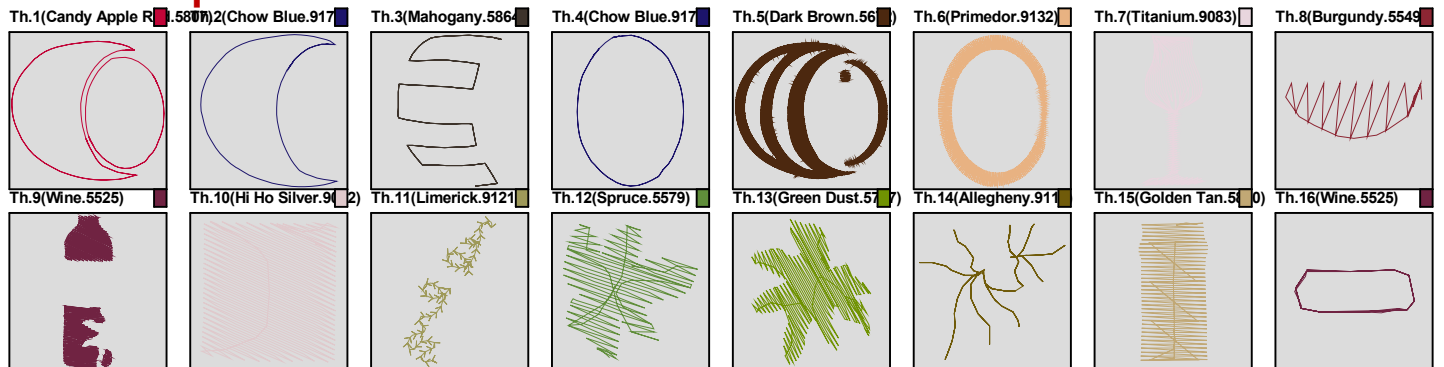 Th.1(Candy Apple R Th.2(Chow Blue.917 Th.3(Mahogany.5864 Th.4(Chow Blue.917 Th.5(Dark Brown.56 Th.6(Primedor.9132) Th.7(Titanium.9083) Th.8(Burgundy.5549
Th.9(Wine.5525) Th.10(Hi Ho Silver.90 2) Th.11(Limerick.9121 Th.12(Spruce.5579) Th.13(Green Dust.57 7) Th.14(Allegheny.911 Th.15(Golden Tan.58 0) Th.16(Wine.5525)